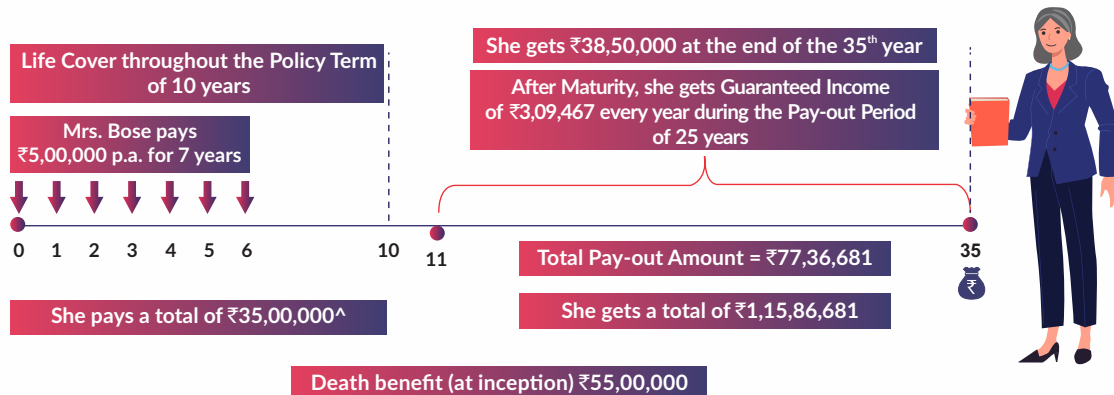 Life Cover throughout the Policy Term
of 10 years
Mrs. Bose pays
₹5,00,000 p.a. for 7 years
She gets ₹38,50,000 at the end of the 35th year
After Maturity, she gets Guaranteed Income
of ₹3,09,467 every year during the Pay-out Period
of 25 years
0 1 2 3 4 5 6 10 11 35
Total Pay-out Amount = ₹77,36,681
₹
She pays a total of ₹35,00,000^
She gets a total of ₹1,15,86,681
Death benefit (at inception) ₹55,00,000